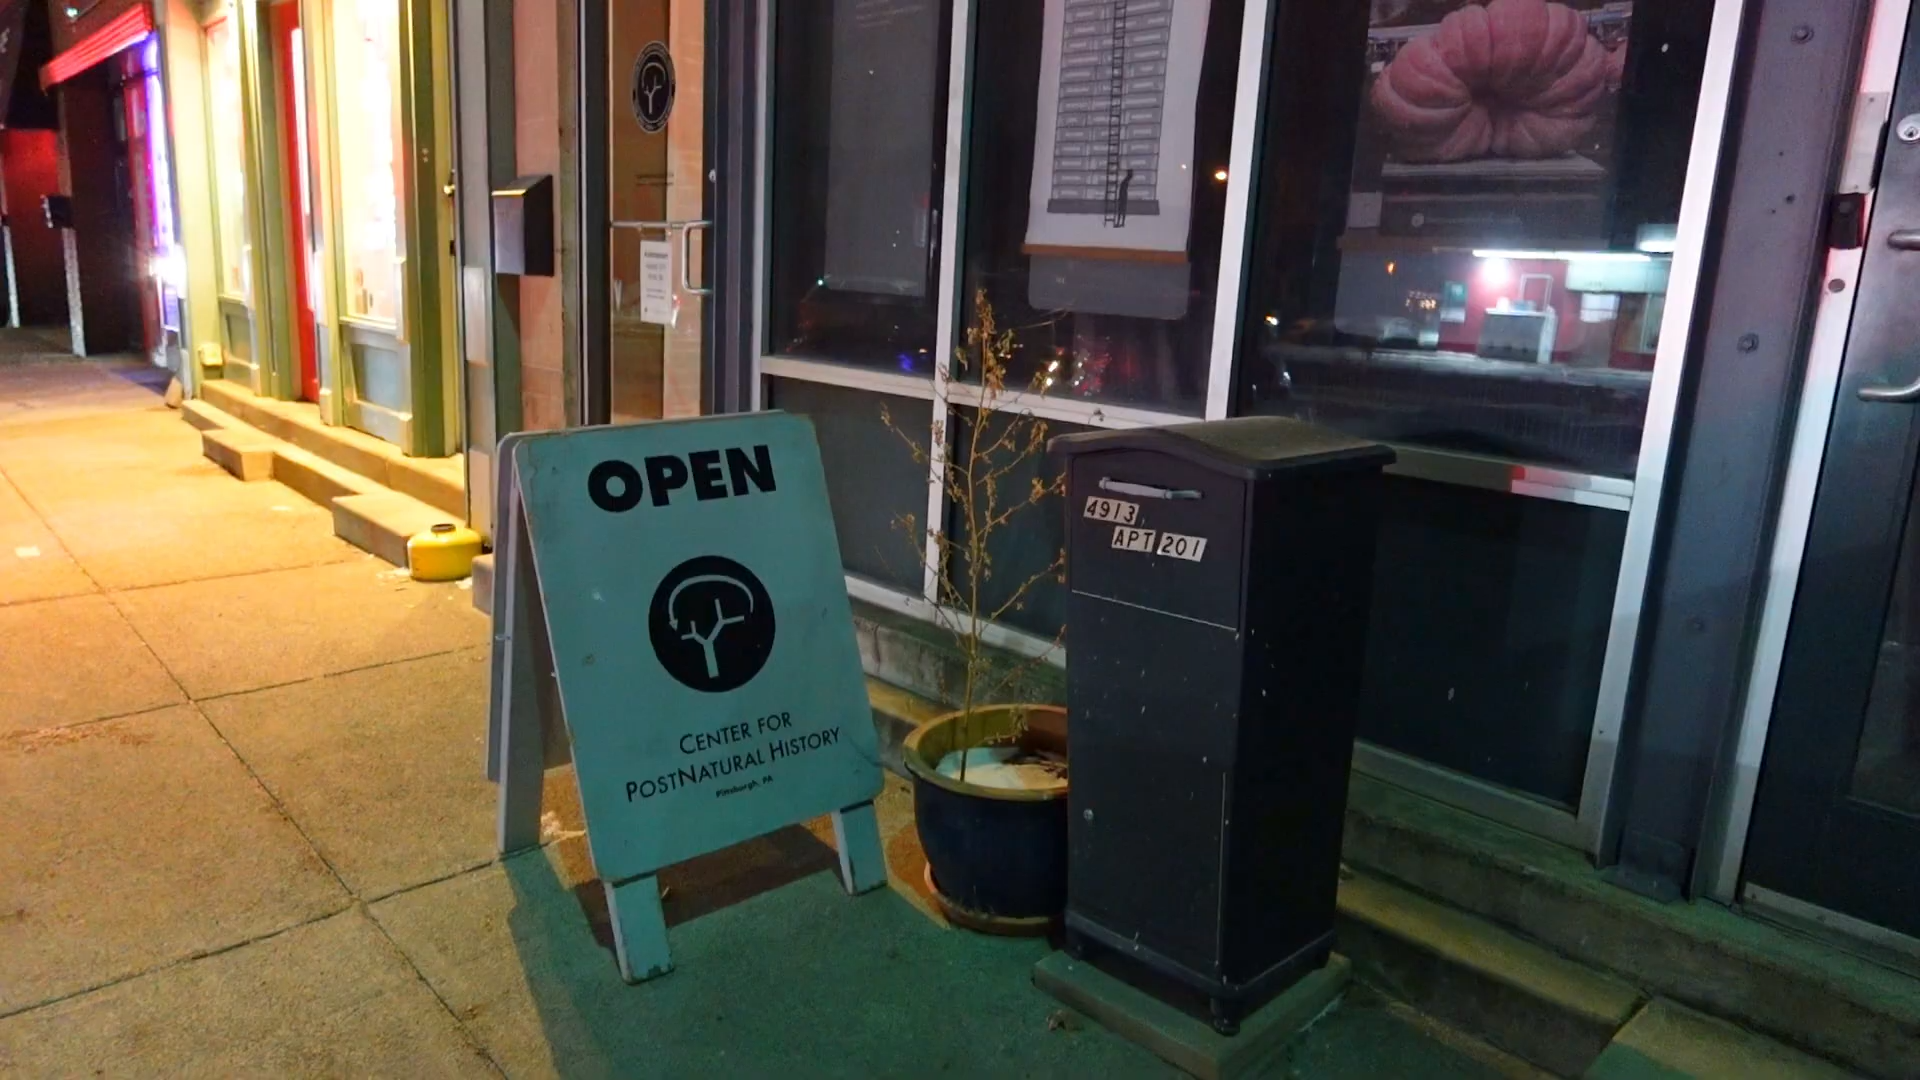 OPEN
CENTER FOR
POSTNATURAL HISTORY
Pittsburgh, PA
4913
APT 201